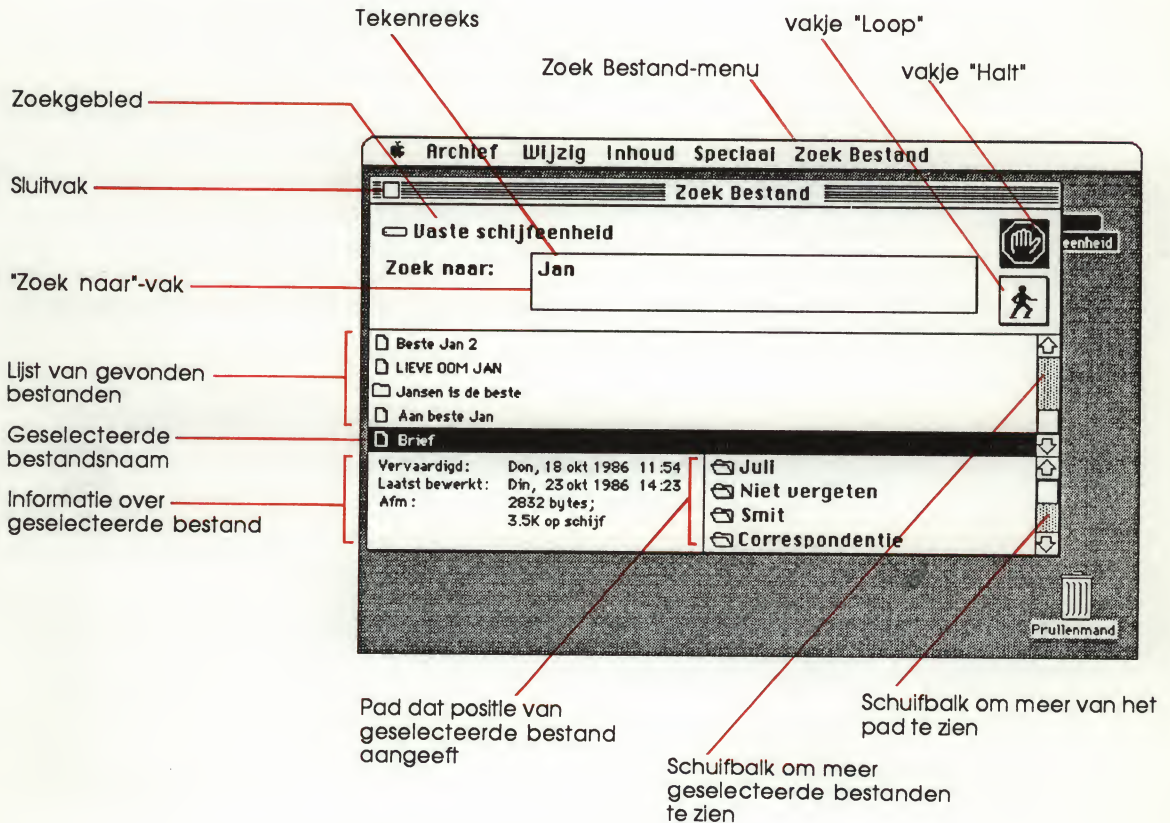 Tekenreeks
vakje "Loop"
Zoek Bestand-menu
vakje "Halt"
Zoekgebied
Sluitvak
"Zoek naar"-vak
Lijst van gevonden
bestanden
Geselecteerde
bestandsnaam
Informatie over
geselecteerde bestand
Archief Wijzig Inhoud Speciaal Zoek Bestand
Zoek Bestand
Vaste schijfeenheid
eenheid
Zoek naar: Jan
Beste Jan 2
LIEVE OOM JAN
Jansen is de beste
Aan beste Jan
Brief
Vervaardigd: Don, 18 okt 1986 11:54
Laatst bewerkt: Din, 23 okt 1986 14:23
Afm: 2832 bytes;
3.5K op schijf
Juli
Niet vergeten
Smit
Correspondentie
Prullenmand
Pad dat positie van
geselecteerde bestand
aangeeft
Schuifbalk om meer
geselecteerde bestanden
te zien
Schuifbalk om meer van het
pad te zien